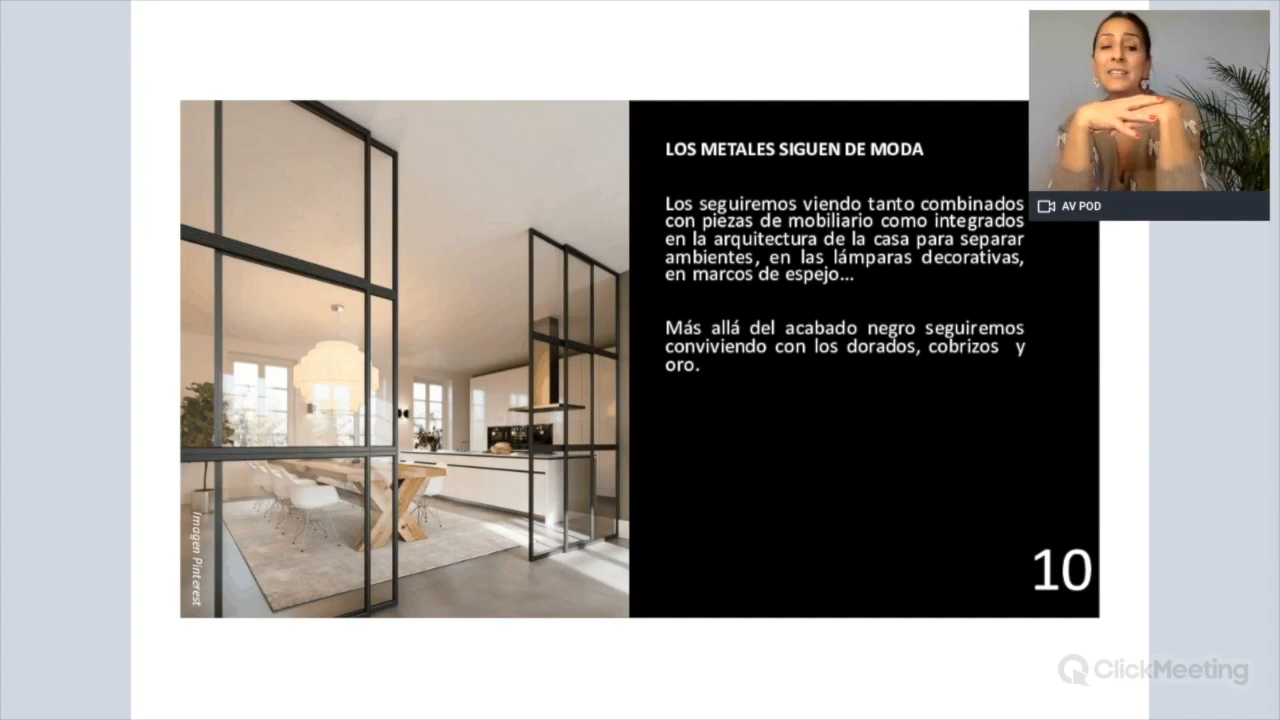 LOS METALES SIGUEN DE MODA
Los seguiremos viendo tanto combinados
con piezas de mobiliario como integrados
en la arquitectura de la casa para separar
ambientes, en las lámparas decorativas,
en marcos de espejo...
Más allá del acabado negro seguiremos
conviviendo con los dorados, cobrizos y
oro.
10
Imagen Pinterest
AV POD
ClickMeeting